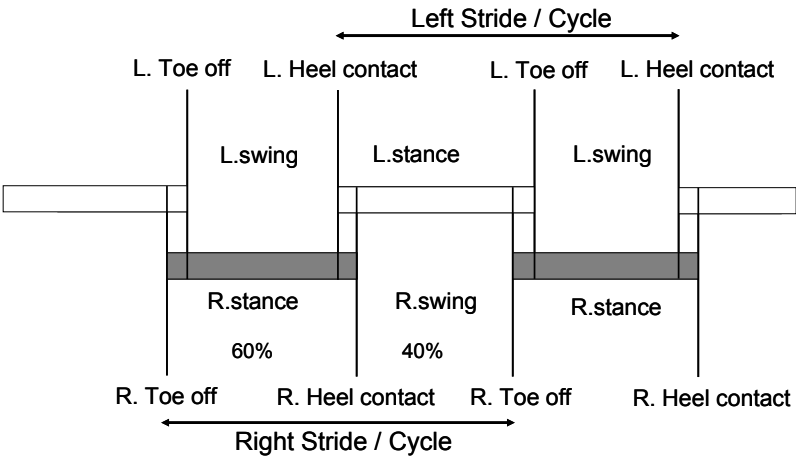 Left Stride / Cycle
L. Toe off L. Heel contact L. Toe off L. Heel contact
L.swing L.stance L.swing
R.stance R.swing R.stance
60% 40%
R. Toe off R. Heel contact R. Toe off R. Heel contact
Right Stride / Cycle